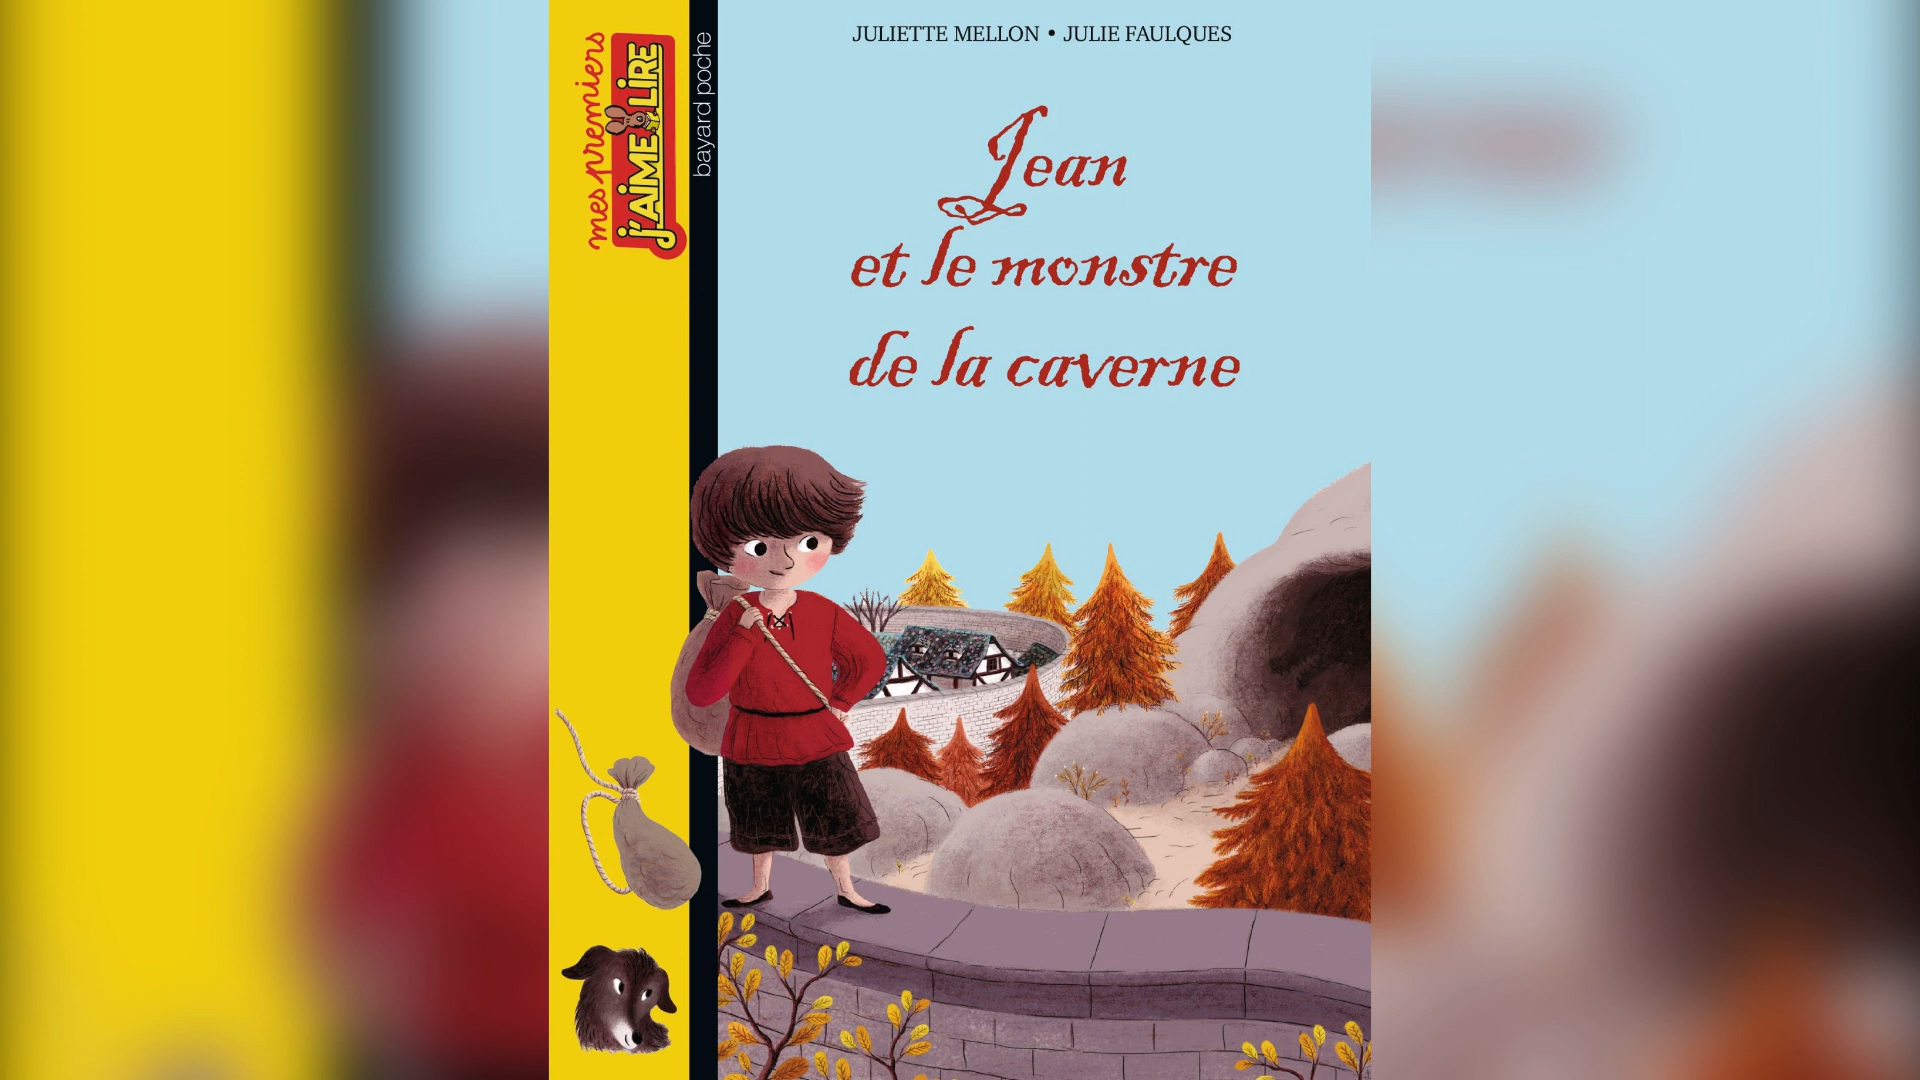 JULIETTE MELLON • JULIE FAULQUES
Jean
et le monstre
de la caverne
mes premiers
j'AiME LiRE
bayard poche